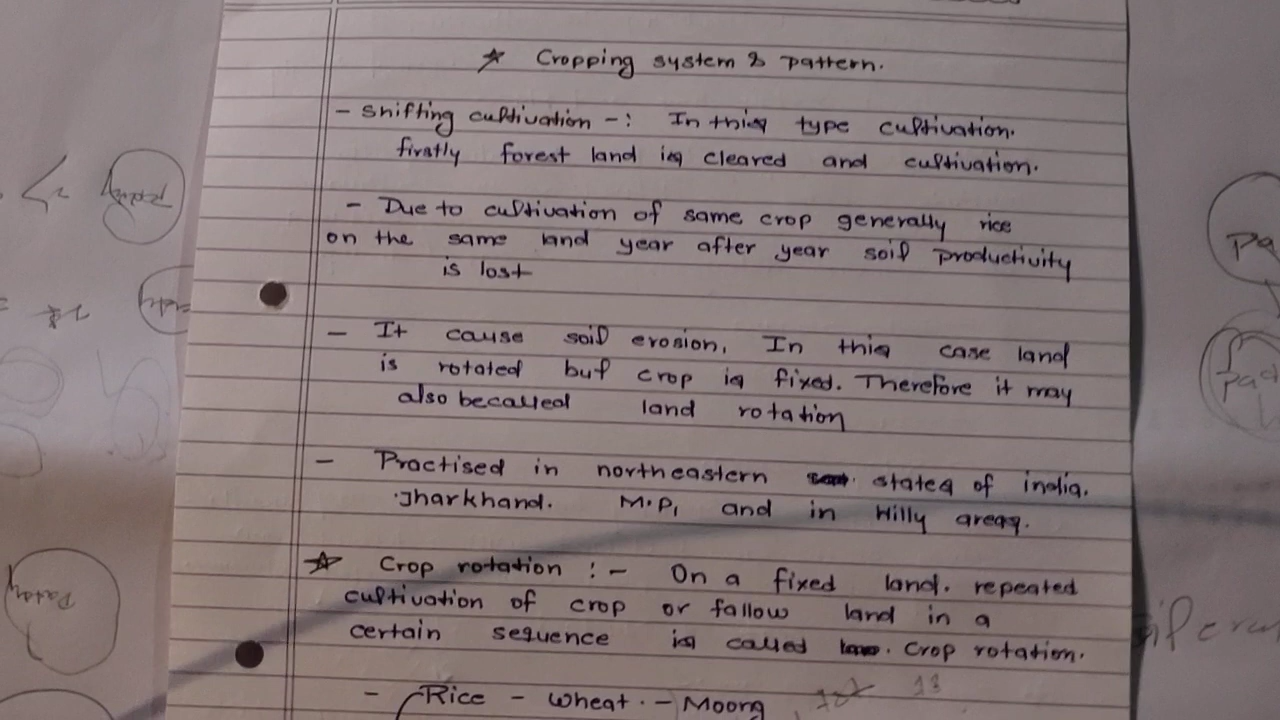 ☆ Cropping system & pattern.
- Shifting cultivation -: In this type cultivation.
firstly forest land is cleared and cultivation.
- Due to cultivation of same crop generally rice
on the same land year after year soil productivity
is lost
- It cause soil erosion, In this case land
is rotated but crop is fixed. Therefore it may
also becalled land rotation
- Practised in northeastern states of india.
Jharkhand. M.P, and in Hilly areas.
☆ Crop rotation :- On a fixed land. repeated
cultivation of crop or fallow land in a
certain sequence is called Crop rotation.
- Rice - Wheat - Moong